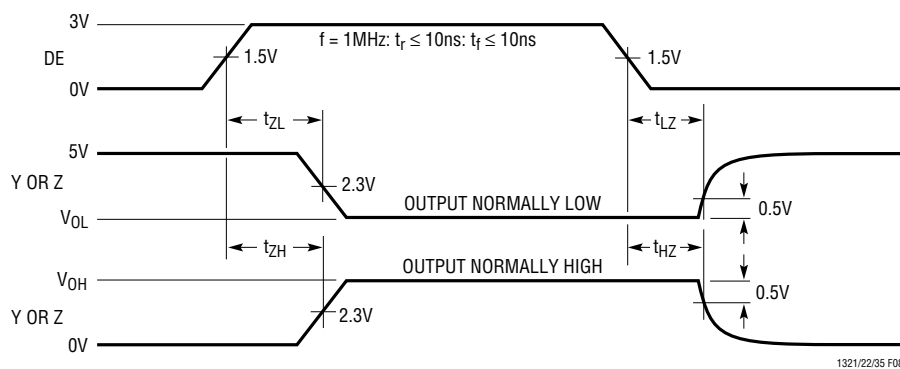 3V
f = 1MHz: tr ≤ 10ns: tf ≤ 10ns
DE
1.5V
1.5V
0V
tZL
tLZ
5V
Y OR Z
2.3V
OUTPUT NORMALLY LOW
0.5V
VOL
tZH
tHZ
OUTPUT NORMALLY HIGH
VOH
0.5V
Y OR Z
2.3V
0V
1321/22/35 F08